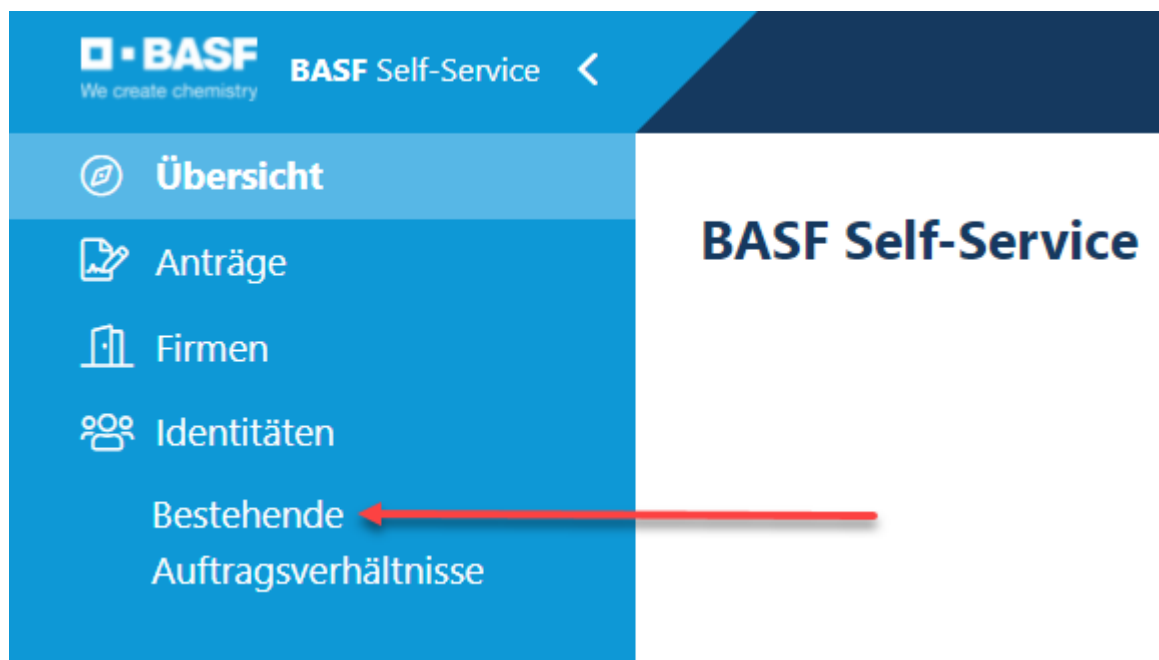 BASF
We create chemistry
BASF Self-Service
Übersicht
Anträge
Firmen
Identitäten
Bestehende
Auftragsverhältnisse
BASF Self-Service